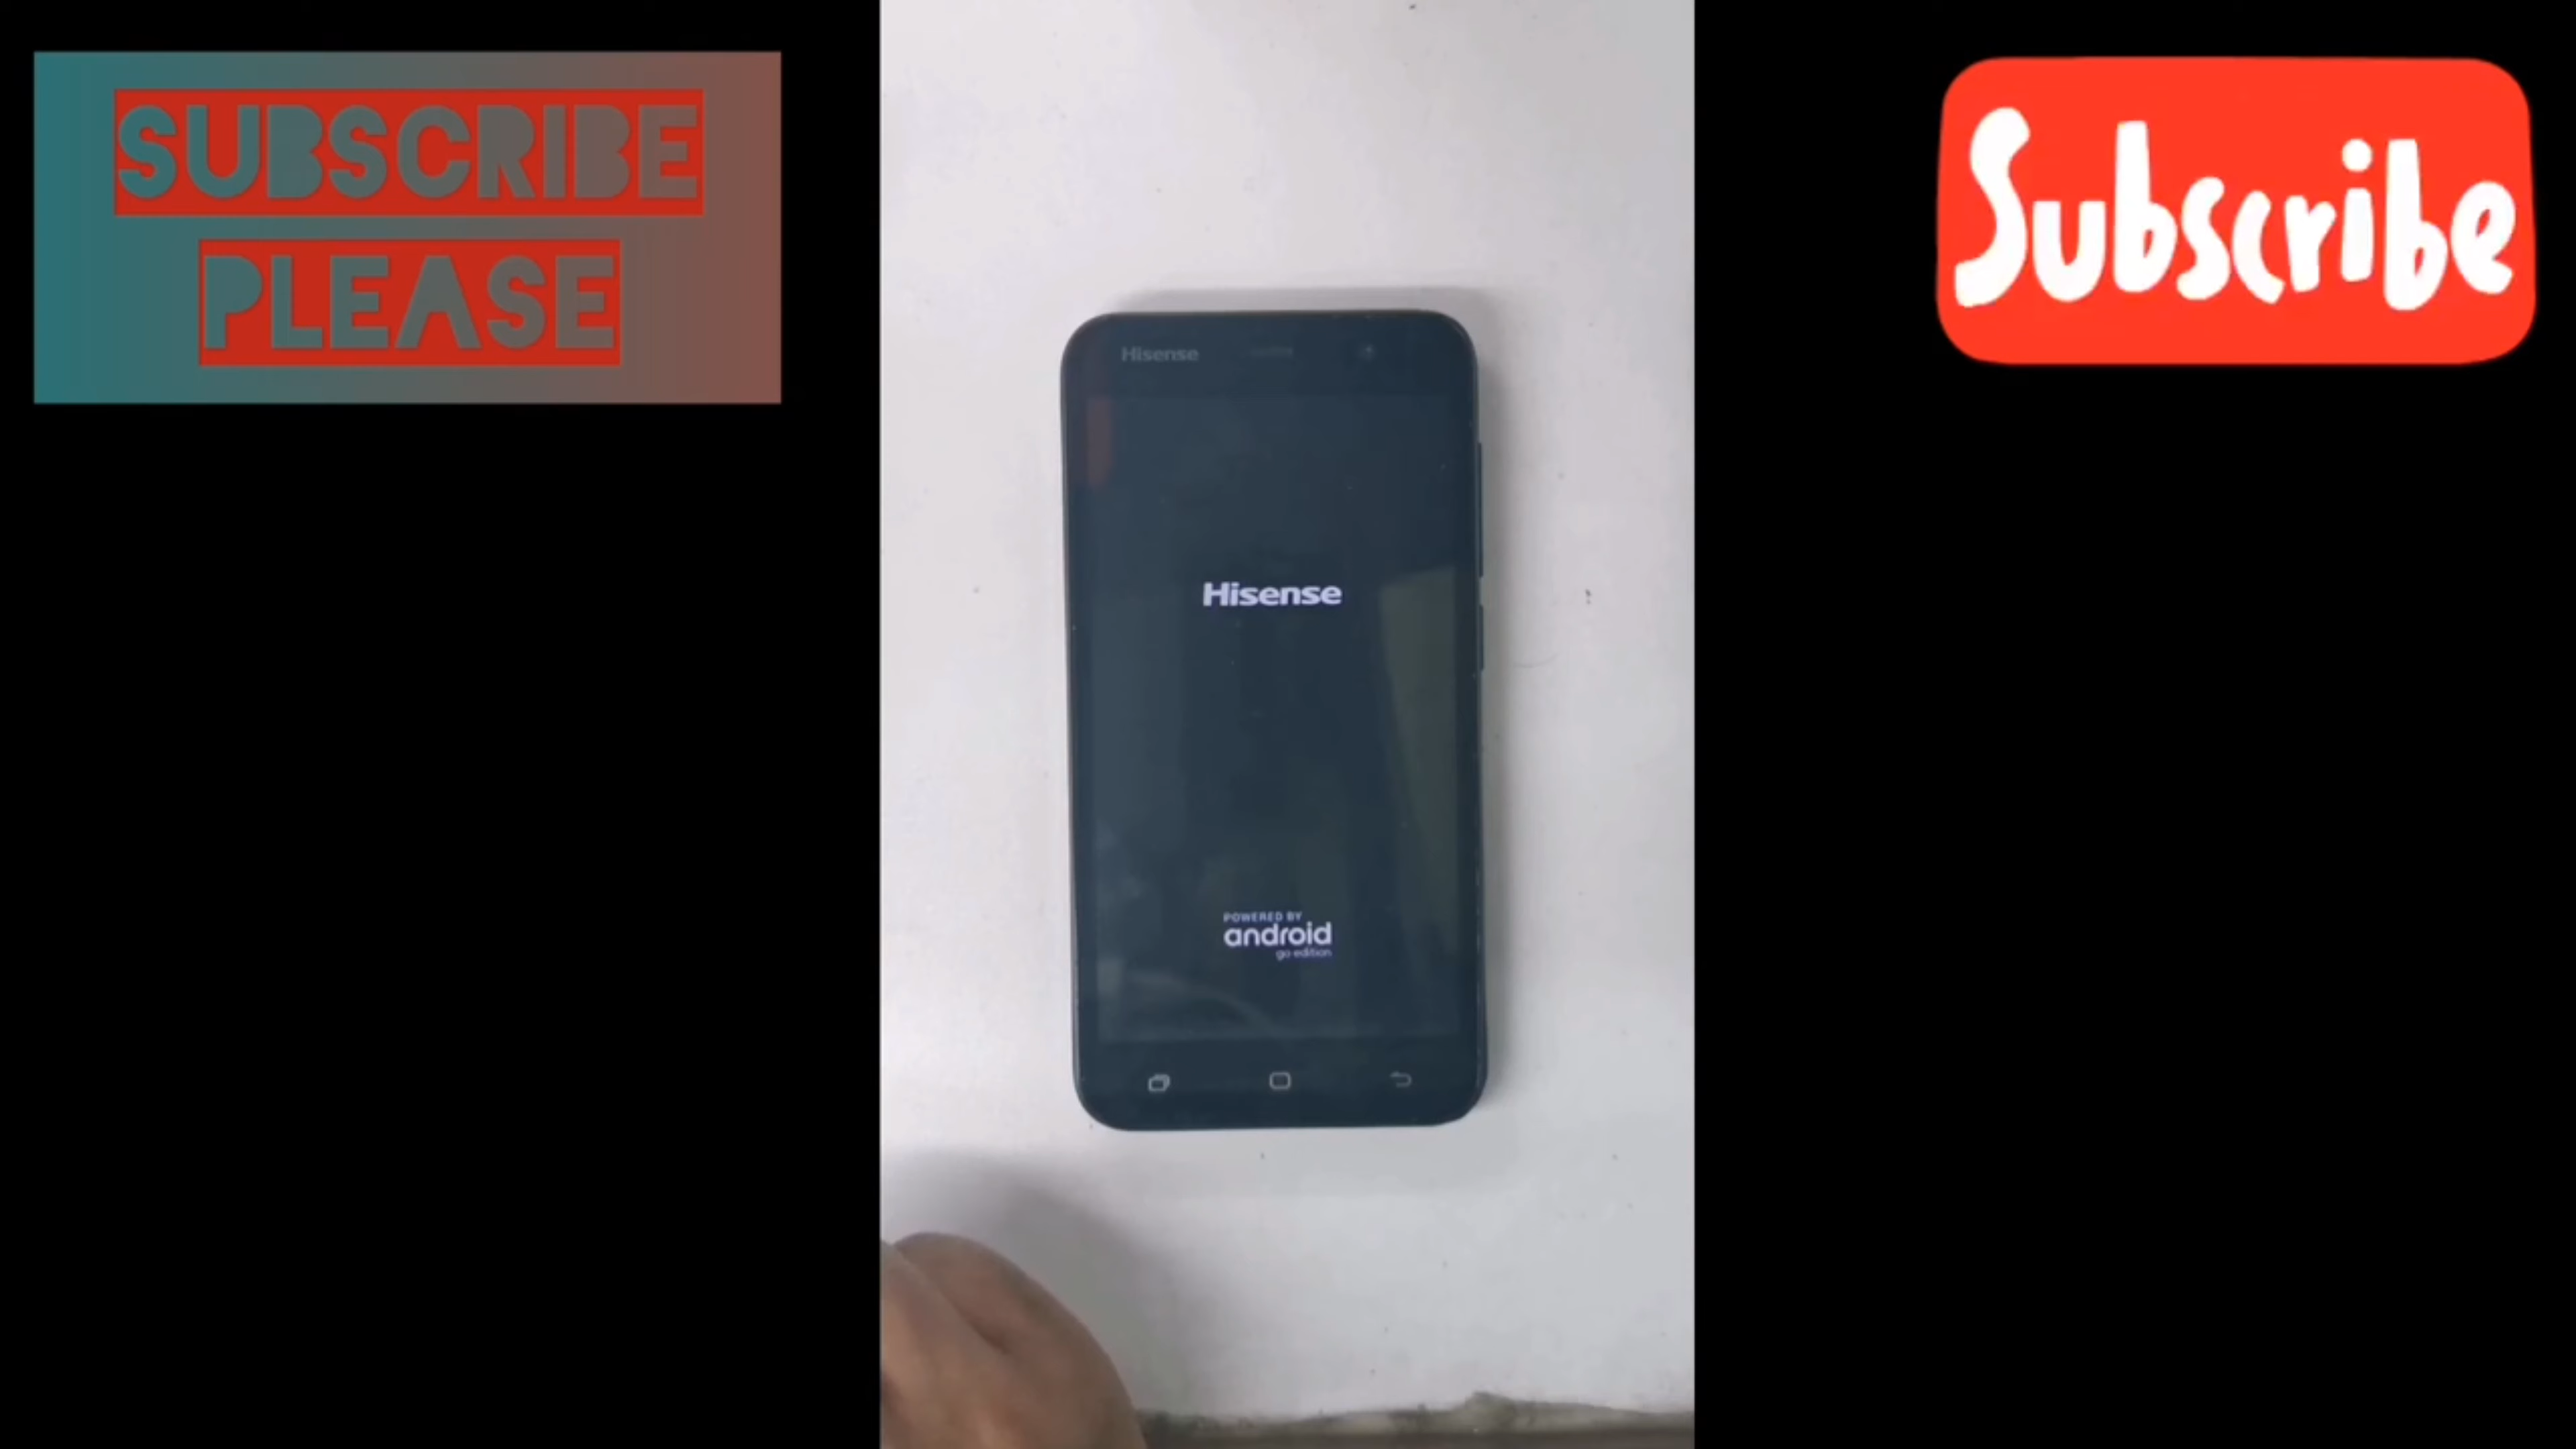 SUBSCRIBE
PLEASE
Subscribe
Hisense
Hisense
POWERED BY
android
go edition